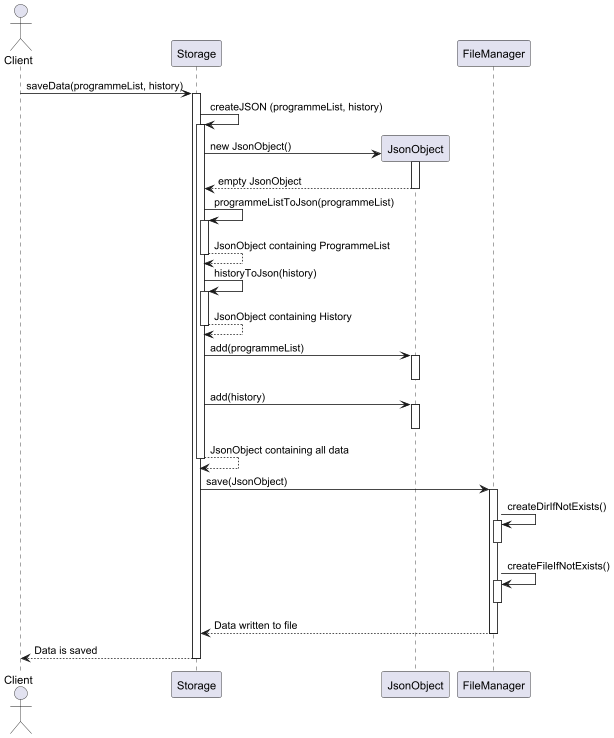 Client
Storage
FileManager
saveData(programmeList, history)
createJSON (programmeList, history)
new JsonObject()
JsonObject
empty JsonObject
programmeListToJson(programmeList)
JsonObject containing ProgrammeList
historyToJson(history)
JsonObject containing History
add(programmeList)
add(history)
JsonObject containing all data
save(JsonObject)
createDirIfNotExists()
createFileIfNotExists()
Data written to file
Data is saved
Client
Storage
JsonObject
FileManager